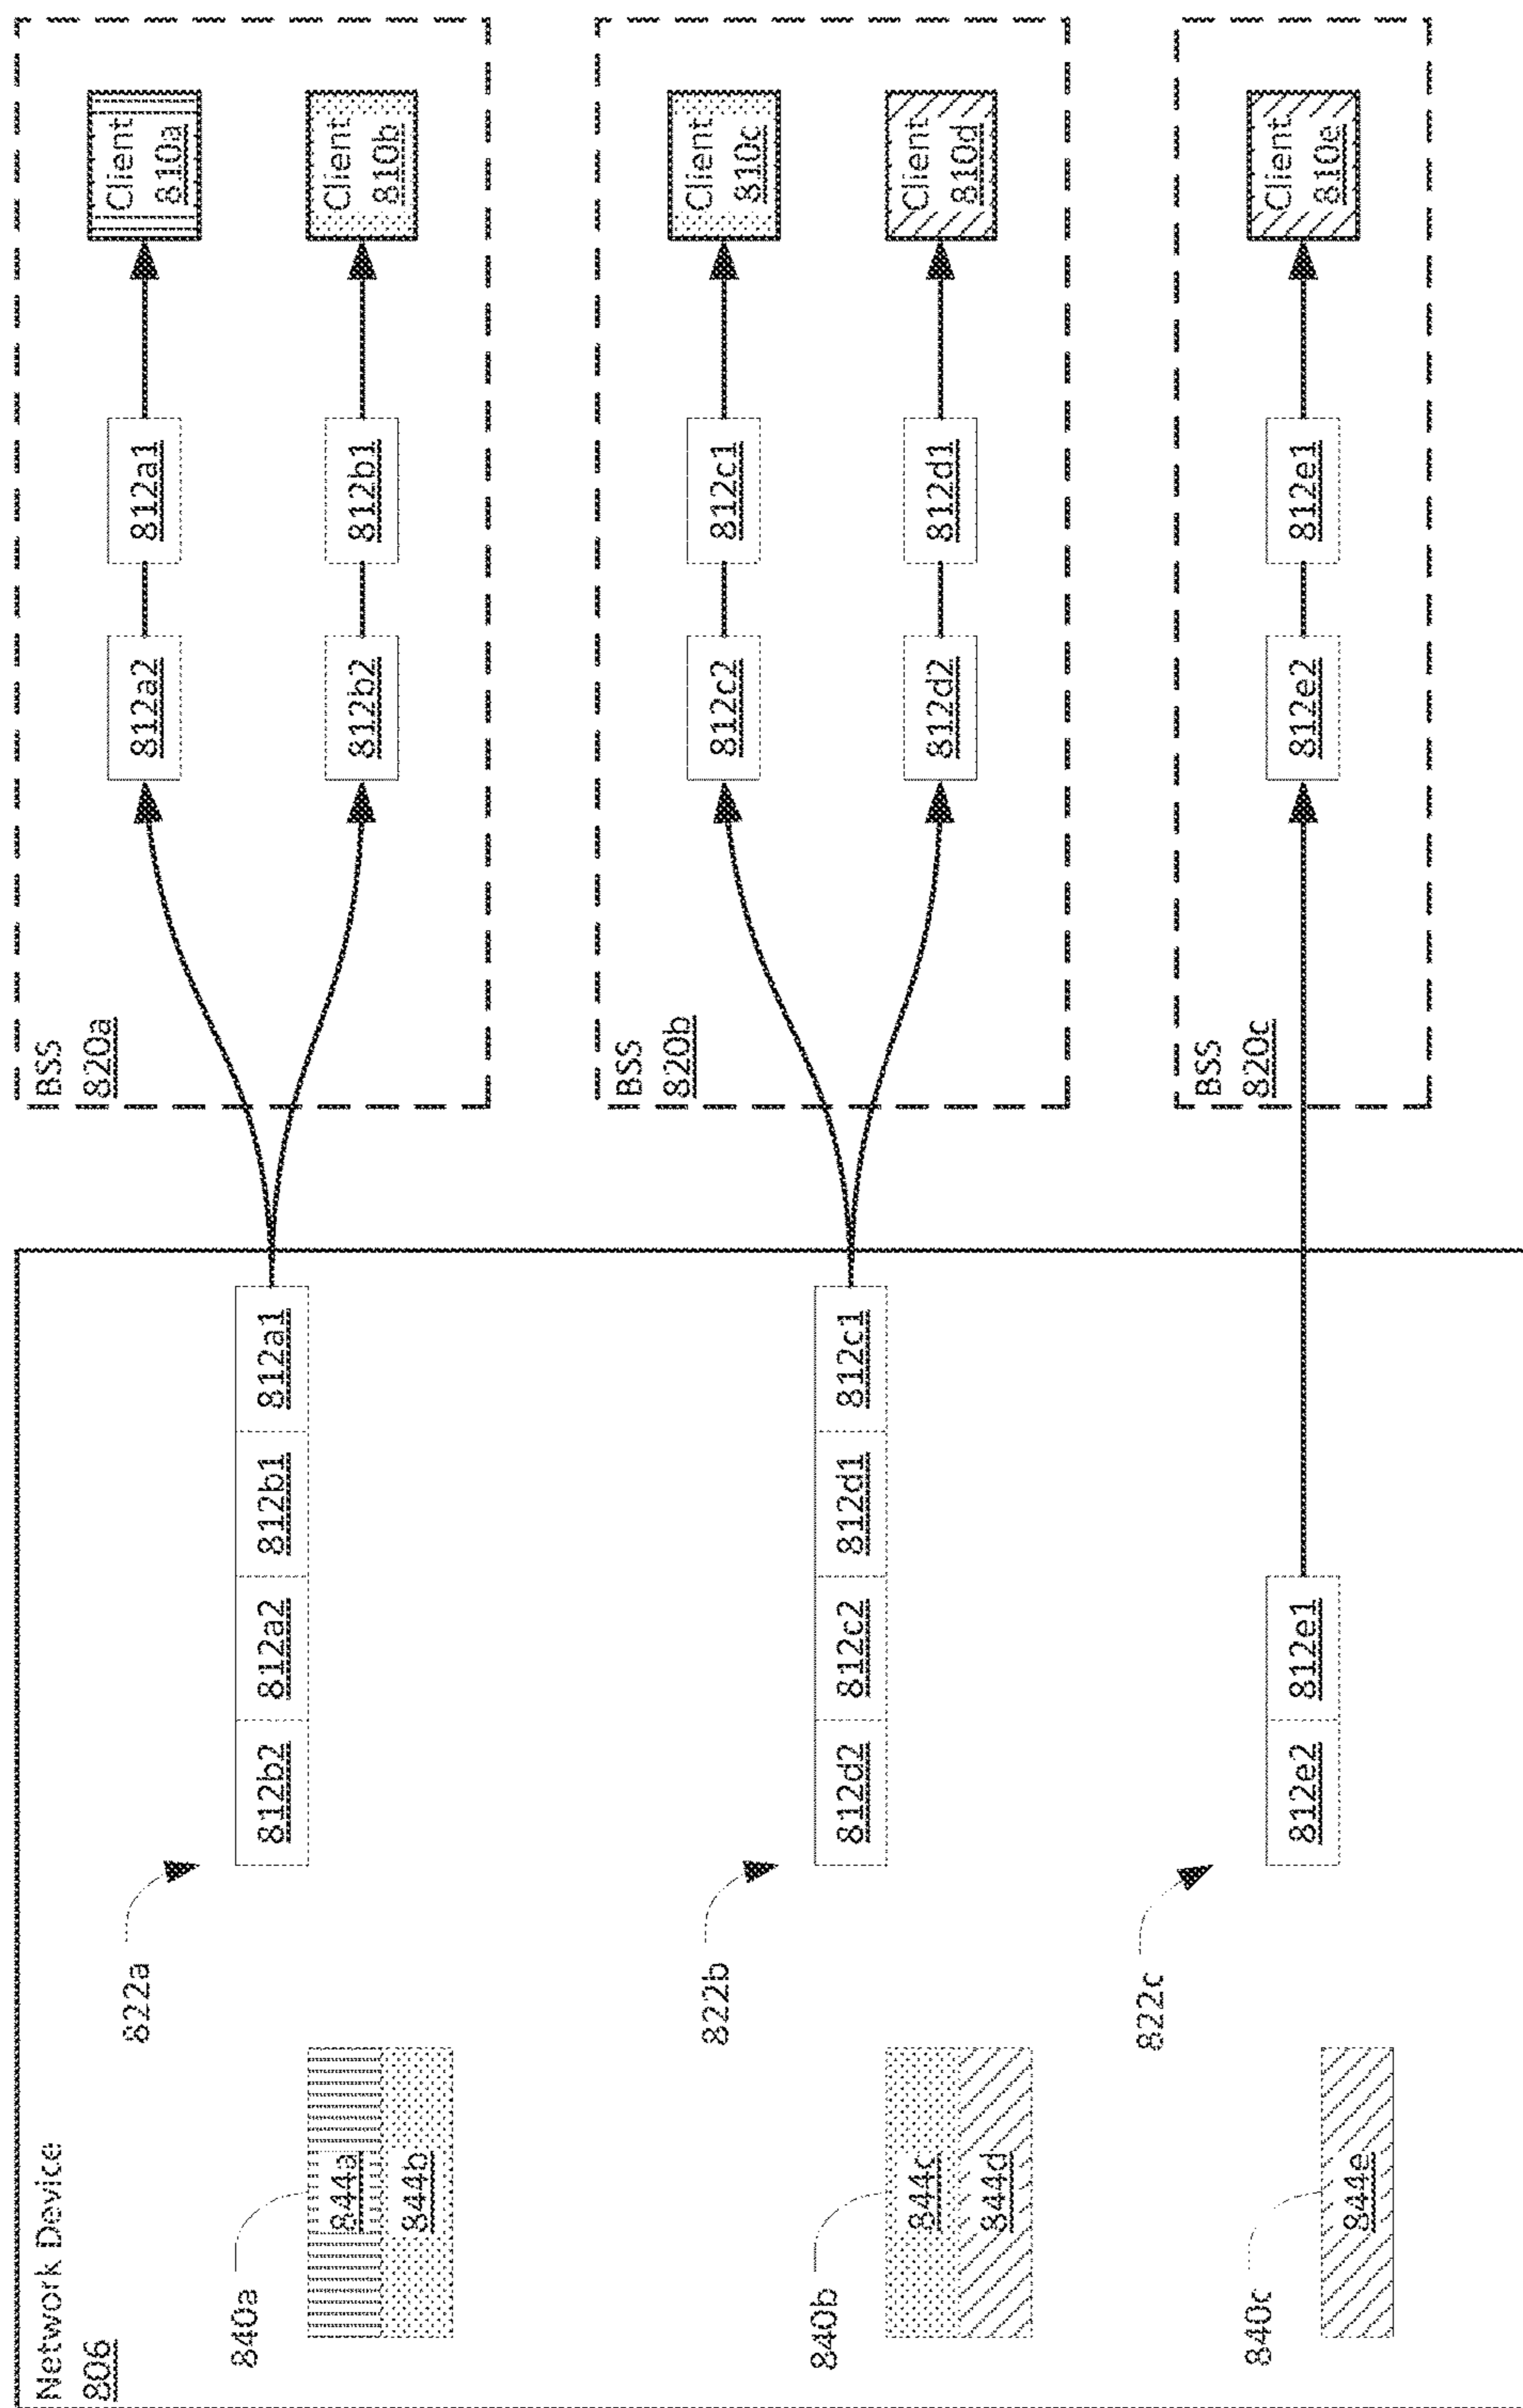 Network Device
806
840a
844a
844b
822a
812b2
812a2
812b1
812a1
BSS
820a
812a2
812a1
Client
810a
812b2
812b1
Client
810b
840b
844c
844d
822b
812d2
812c2
812d1
812c1
BSS
820b
812c2
812c1
Client
810c
812d2
812d1
Client
810d
840c
844e
822c
812e2
812e1
BSS
820c
812e2
812e1
Client
810e